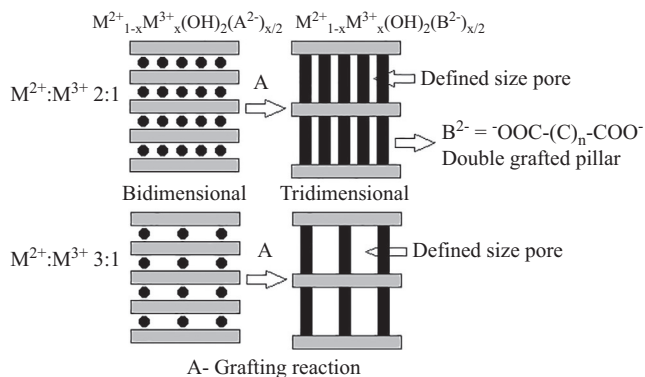 M²⁺₁₋ₓM³⁺ₓ(OH)₂(A²⁻)ₓ/₂ M²⁺₁₋ₓM³⁺ₓ(OH)₂(B²⁻)ₓ/₂
M²⁺:M³⁺ 2:1
A
Defined size pore
B²⁻ = ⁻OOC-(C)ₙ-COO⁻
Double grafted pillar
Bidimensional Tridimensional
M²⁺:M³⁺ 3:1
A
Defined size pore
A- Grafting reaction